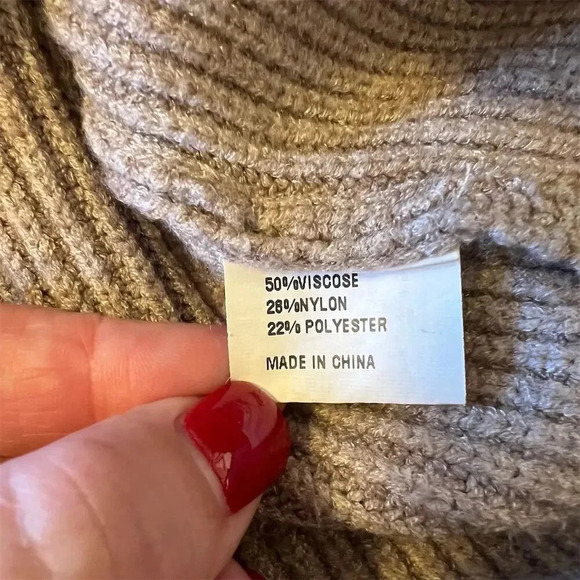 50%VISCOSE
28%NYLON
22% POLYESTER
MADE IN CHINA